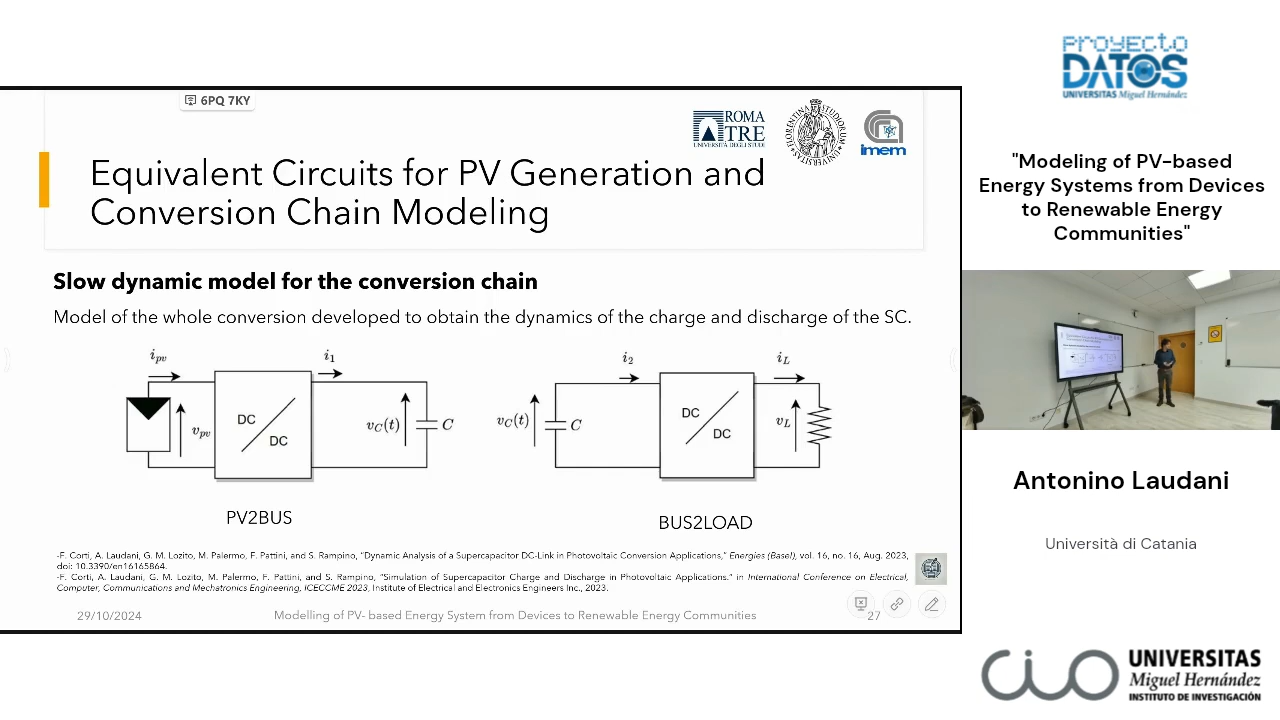 PROYECTO
DATOS
UNIVERSITAS Miguel Hernández
6PQ 7KY
ROMA
TRE
UNIVERSITÀ DEGLI STUDI
imem
"Modeling of PV-based
Energy Systems from Devices
to Renewable Energy
Communities"
Equivalent Circuits for PV Generation and
Conversion Chain Modeling
Slow dynamic model for the conversion chain
Model of the whole conversion developed to obtain the dynamics of the charge and discharge of the SC.
i_pv
i_1
v_pv
DC
DC
v_C(t)
C
PV2BUS
i_2
i_L
v_C(t)
C
DC
DC
v_L
BUS2LOAD
-F. Corti, A. Laudani, G. M. Lozito, M. Palermo, F. Pattini, and S. Rampino, "Dynamic Analysis of a Supercapacitor DC-Link in Photovoltaic Conversion Applications," Energies (Basel), vol. 16, no. 16, Aug. 2023,
doi: 10.3390/en16165864.
-F. Corti, A. Laudani, G. M. Lozito, M. Palermo, F. Pattini, and S. Rampino, "Simulation of Supercapacitor Charge and Discharge in Photovoltaic Applications." in International Conference on Electrical,
Computer, Communications and Mechatronics Engineering, ICECCME 2023, Institute of Electrical and Electronics Engineers Inc., 2023.
29/10/2024
Modelling of PV- based Energy System from Devices to Renewable Energy Communities
27
Antonino Laudani
Università di Catania
CIO
UNIVERSITAS
Miguel Hernández
INSTITUTO DE INVESTIGACIÓN